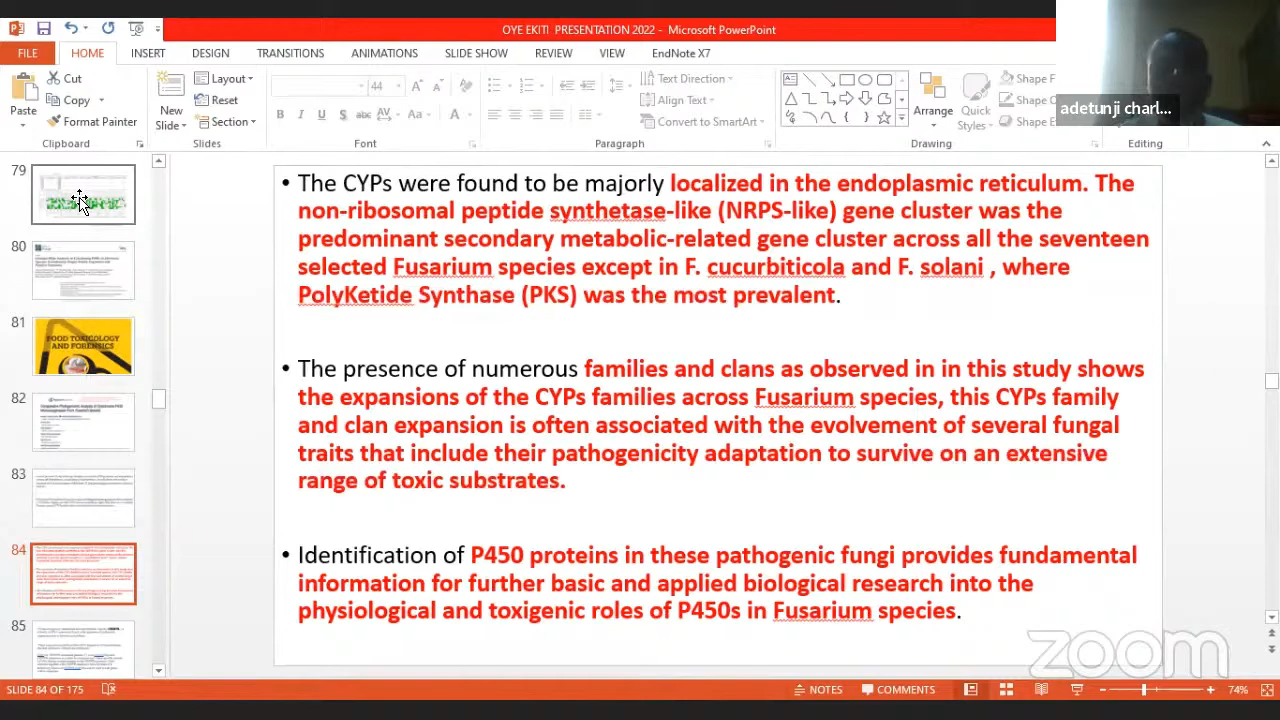 OYE EKITI PRESENTATION 2022 - Microsoft PowerPoint
FILE HOME INSERT DESIGN TRANSITIONS ANIMATIONS SLIDE SHOW REVIEW VIEW EndNote X7
Cut
Copy
Format Painter
Paste
Clipboard
New
Slide
Layout
Reset
Section
Slides
44
B I U S abc AV Aa A
Font
Text Direction
Align Text
Convert to SmartArt
Paragraph
Arrange
Quick
Styles
Shape F
Shape O
Shape E
Drawing
Editing
adetunji charl...
79
80
81
FOOD TOXICOLOGY
AND FORENSICS
82
83
84
85
• The CYPs were found to be majorly localized in the endoplasmic reticulum. The
non-ribosomal peptide synthetase-like (NRPS-like) gene cluster was the
predominant secondary metabolic-related gene cluster across all the seventeen
selected Fusarium species except in F. cucurbiticola and F. solani , where
PolyKetide Synthase (PKS) was the most prevalent.
• The presence of numerous families and clans as observed in in this study shows
the expansions of the CYPs families across Fusarium species, this CYPs family
and clan expansion is often associated with the evolvement of several fungal
traits that include their pathogenicity adaptation to survive on an extensive
range of toxic substrates.
• Identification of P450 proteins in these pathogenic fungi provides fundamental
information for further basic and applied biological research into the
physiological and toxigenic roles of P450s in Fusarium species.
zoom
SLIDE 84 OF 175
NOTES COMMENTS 74%